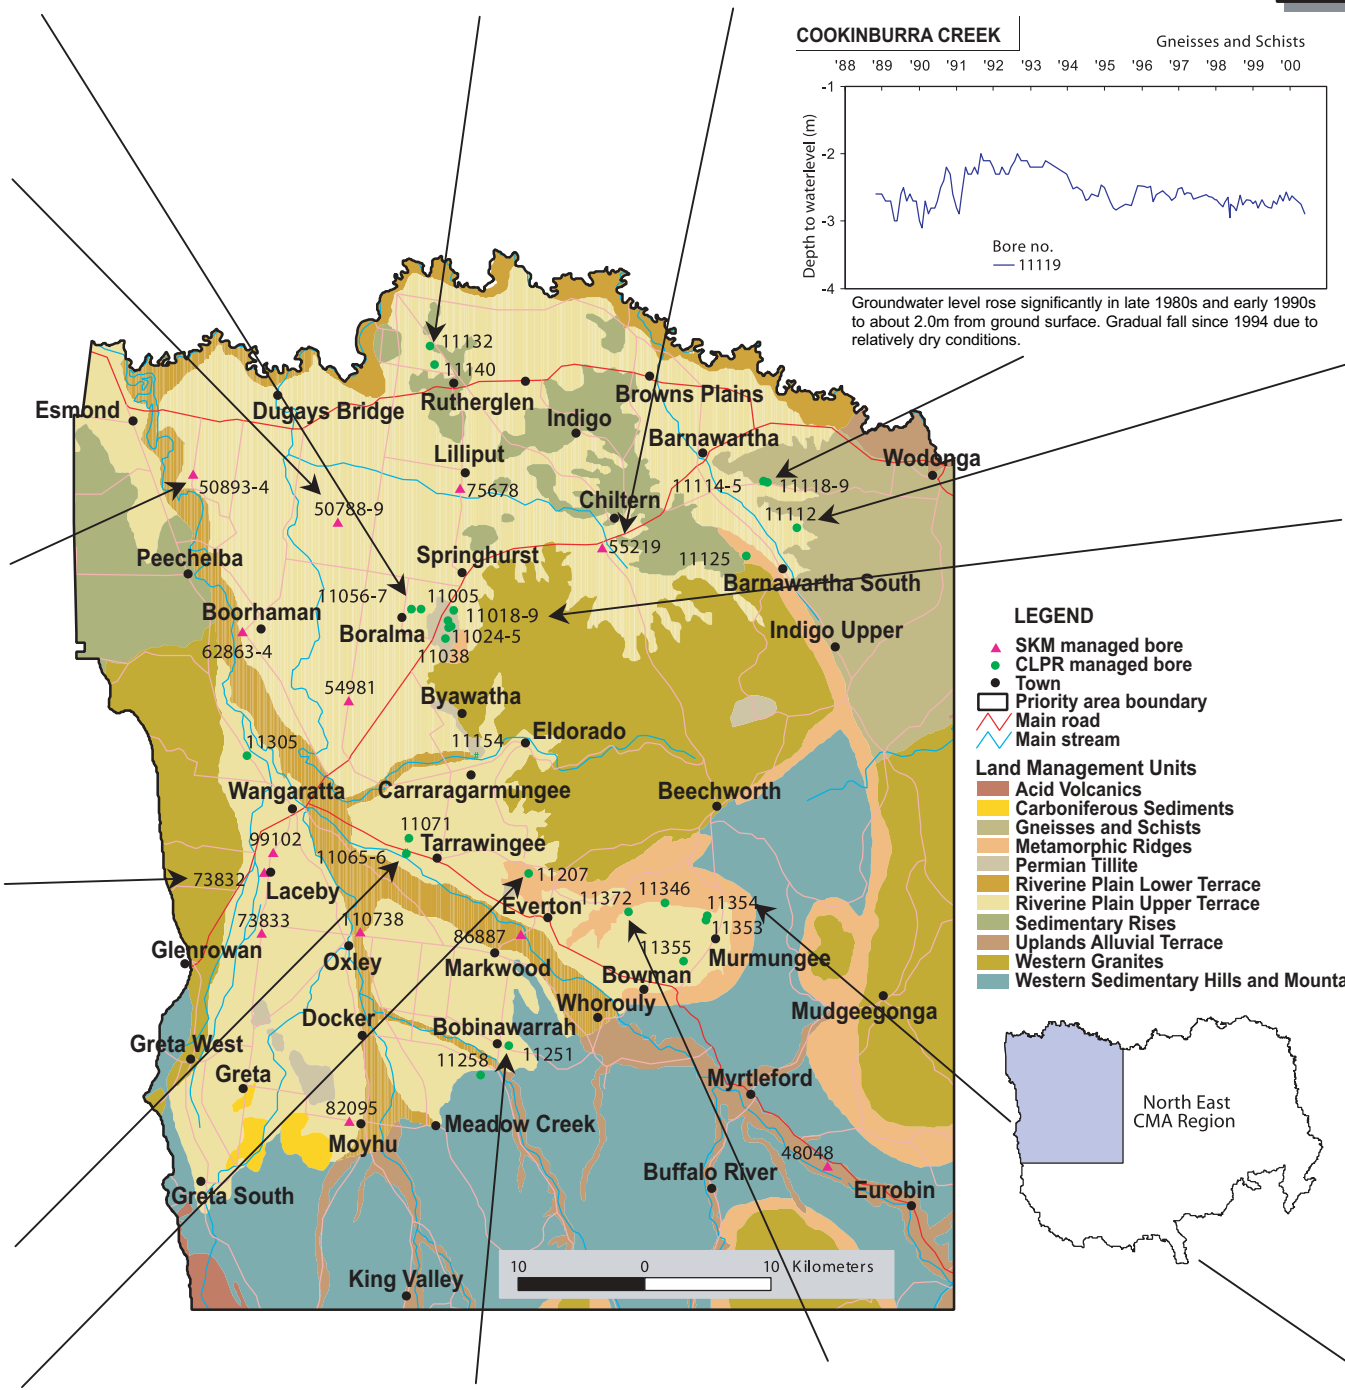 COOKINBURRA CREEK
Gneisses and Schists
'88 '89 '90 '91 '92 '93 '94 '95 '96 '97 '98 '99 '00
-1
-2
-3
-4
Depth to waterlevel (m)
Bore no.
11119
Groundwater level rose significantly in late 1980s and early 1990s
to about 2.0m from ground surface. Gradual fall since 1994 due to
relatively dry conditions.
11132
11140
Esmond
Dugays Bridge
Rutherglen
Browns Plains
Indigo
Barnawartha
Lilliput
Wodonga
50893-4
75678
11114-5
11118-9
50788-9
Chiltern
11112
Peechelba
Springhurst
55219
11125
Barnawartha South
11056-7
11005
Boorhaman
11018-9
Boralma
11024-5
Indigo Upper
62863-4
11038
54981
Byawatha
11305
11154
Eldorado
Wangaratta
Carraragarmungee
Beechworth
99102
11071
11065-6
Tarrawingee
73832
Laceby
11207
11346
11372
11354
73833
110738
Everton
11353
86887
11355
Glenrowan
Oxley
Markwood
Murmungee
Bowman
Whorouly
Mudgeegonga
Docker
Bobinawarrah
Greta West
11258
11251
Greta
Myrtleford
82095
Moyhu
Meadow Creek
48048
Buffalo River
Greta South
Eurobin
King Valley
10 0 10 Kilometers
LEGEND
SKM managed bore
CLPR managed bore
Town
Priority area boundary
Main road
Main stream
Land Management Units
Acid Volcanics
Carboniferous Sediments
Gneisses and Schists
Metamorphic Ridges
Permian Tillite
Riverine Plain Lower Terrace
Riverine Plain Upper Terrace
Sedimentary Rises
Uplands Alluvial Terrace
Western Granites
Western Sedimentary Hills and Mounta
North East
CMA Region